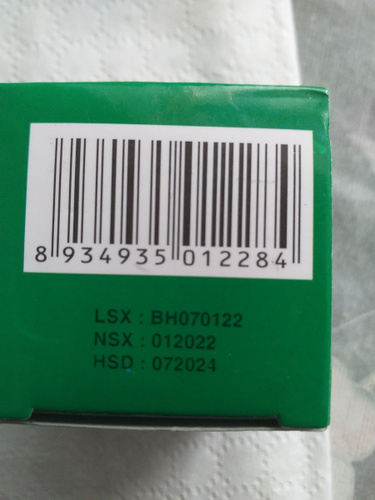 8 934935 012284
LSX : BH070122
NSX : 012022
HSD : 072024